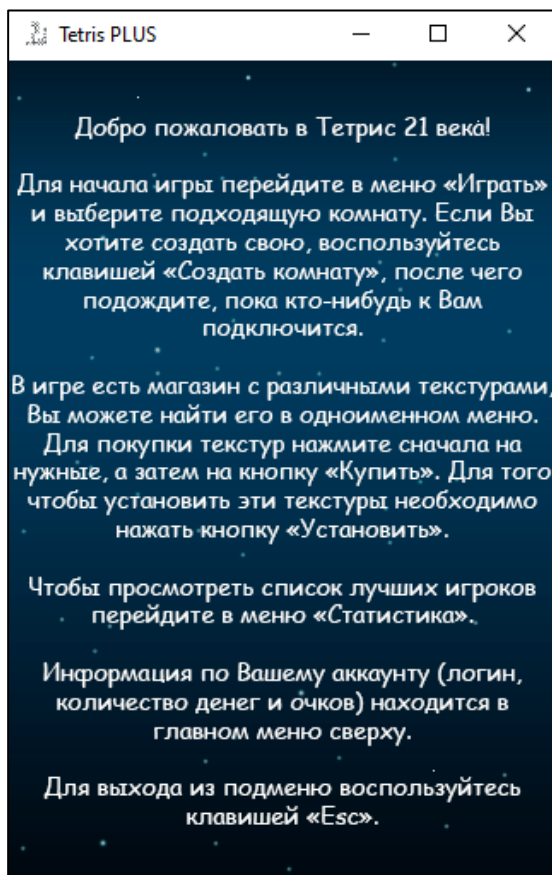 Tetris PLUS
Добро пожаловать в Тетрис 21 века!
Для начала игры перейдите в меню «Играть»
и выберите подходящую комнату. Если Вы
хотите создать свою, воспользуйтесь
клавишей «Создать комнату», после чего
подождите, пока кто-нибудь к Вам
подключится.
В игре есть магазин с различными текстурами,
Вы можете найти его в одноименном меню.
Для покупки текстур нажмите сначала на
нужные, а затем на кнопку «Купить». Для того
чтобы установить эти текстуры необходимо
нажать кнопку «Установить».
Чтобы просмотреть список лучших игроков
перейдите в меню «Статистика».
Информация по Вашему аккаунту (логин,
количество денег и очков) находится в
главном меню сверху.
Для выхода из подменю воспользуйтесь
клавишей «Esc».